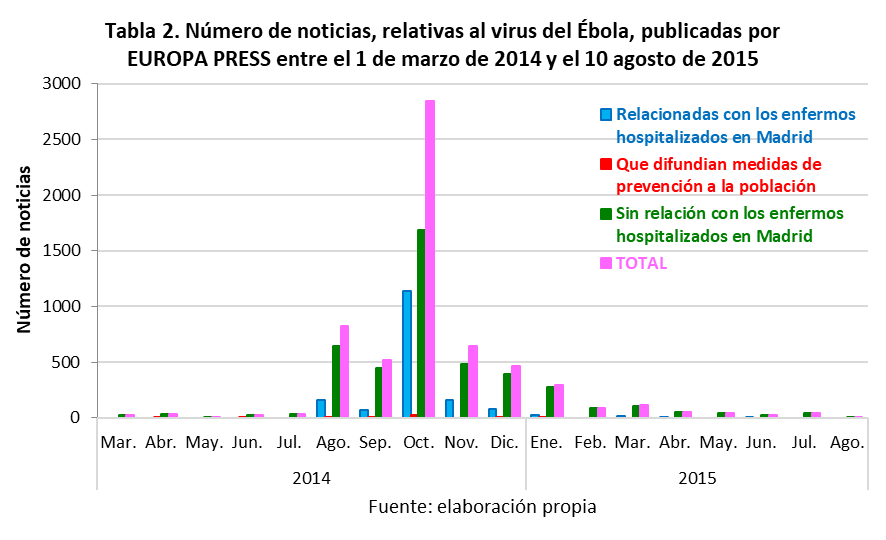 Tabla 2. Número de noticias, relativas al virus del Ébola, publicadas por
EUROPA PRESS entre el 1 de marzo de 2014 y el 10 agosto de 2015
3000
2500
2000
1500
1000
500
0
Número de noticias
Relacionadas con los enfermos
hospitalizados en Madrid
Que difundian medidas de
prevención a la población
Sin relación con los enfermos
hospitalizados en Madrid
TOTAL
Mar. Abr. May. Jun. Jul. Ago. Sep. Oct. Nov. Dic. Ene. Feb. Mar. Abr. May. Jun. Jul. Ago.
2014 2015
Fuente: elaboración propia